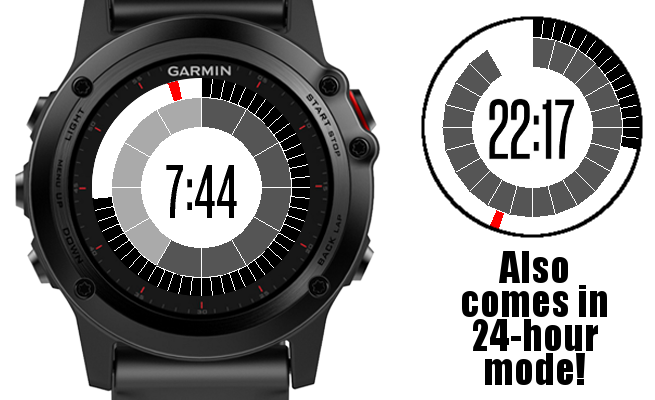 GARMIN
LIGHT
START STOP
7:44
MENU UP
DOWN
BACK LAP
30
22:17
Also
comes in
24-hour
mode!